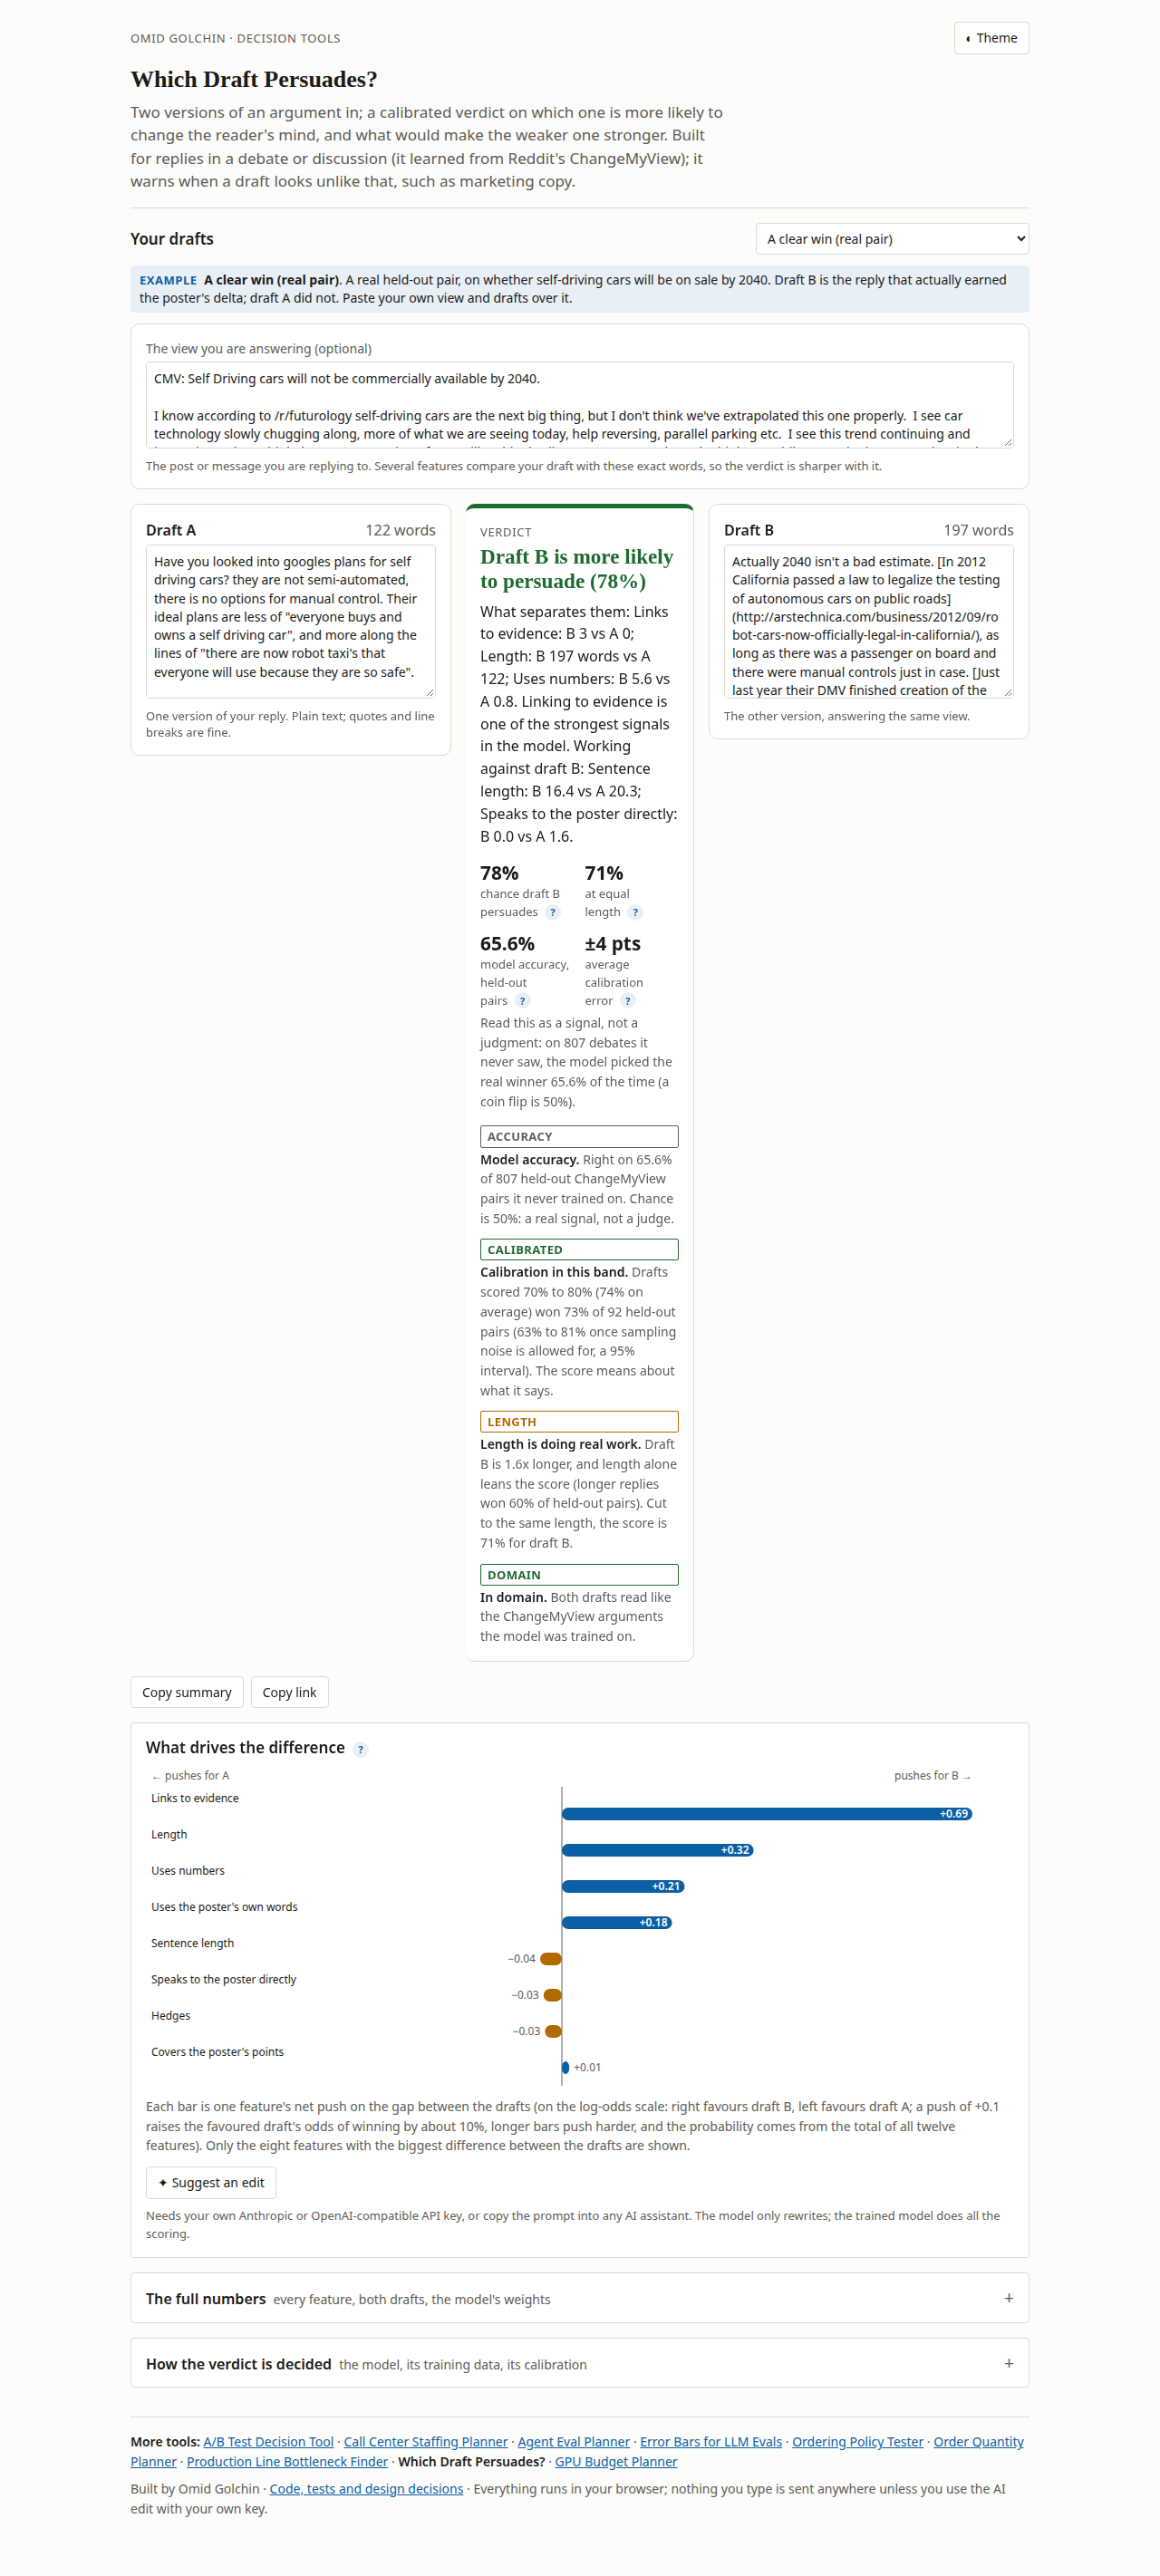 OMID GOLCHIN · DECISION TOOLS
Theme
Which Draft Persuades?
Two versions of an argument in; a calibrated verdict on which one is more likely to
change the reader's mind, and what would make the weaker one stronger. Built
for replies in a debate or discussion (it learned from Reddit's ChangeMyView); it
warns when a draft looks unlike that, such as marketing copy.
Your drafts
A clear win (real pair)
EXAMPLE A clear win (real pair). A real held-out pair, on whether self-driving cars will be on sale by 2040. Draft B is the reply that actually earned
the poster's delta; draft A did not. Paste your own view and drafts over it.
The view you are answering (optional)
CMV: Self Driving cars will not be commercially available by 2040.
I know according to /r/futurology self-driving cars are the next big thing, but I don't think we've extrapolated this one properly.  I see car
technology slowly chugging along, more of what we are seeing today, help reversing, parallel parking etc.  I see this trend continuing and
The post or message you are replying to. Several features compare your draft with these exact words, so the verdict is sharper with it.
Draft A
122 words
Have you looked into googles plans for self
driving cars? they are not semi-automated,
there is no options for manual control. Their
ideal plans are less of "everyone buys and
owns a self driving car", and more along the
lines of "there are now robot taxi's that
everyone will use because they are so safe".
One version of your reply. Plain text; quotes and line
breaks are fine.
VERDICT
Draft B is more likely
to persuade (78%)
What separates them: Links
to evidence: B 3 vs A 0;
Length: B 197 words vs A
122; Uses numbers: B 5.6 vs
A 0.8. Linking to evidence is
one of the strongest signals
in the model. Working
against draft B: Sentence
length: B 16.4 vs A 20.3;
Speaks to the poster directly:
B 0.0 vs A 1.6.
78%
chance draft B
persuades ?
71%
at equal
length ?
65.6%
model accuracy,
held-out
pairs ?
±4 pts
average
calibration
error ?
Read this as a signal, not a
judgment: on 807 debates it
never saw, the model picked the
real winner 65.6% of the time (a
coin flip is 50%).
ACCURACY
Model accuracy. Right on 65.6%
of 807 held-out ChangeMyView
pairs it never trained on. Chance
is 50%: a real signal, not a judge.
CALIBRATED
Calibration in this band. Drafts
scored 70% to 80% (74% on
average) won 73% of 92 held-out
pairs (63% to 81% once sampling
noise is allowed for, a 95%
interval). The score means about
what it says.
LENGTH
Length is doing real work. Draft
B is 1.6x longer, and length alone
leans the score (longer replies
won 60% of held-out pairs). Cut
to the same length, the score is
71% for draft B.
DOMAIN
In domain. Both drafts read like
the ChangeMyView arguments
the model was trained on.
Draft B
197 words
Actually 2040 isn't a bad estimate. [In 2012
California passed a law to legalize the testing
of autonomous cars on public roads]
(http://arstechnica.com/business/2012/09/ro
bot-cars-now-officially-legal-in-california/), as
long as there was a passenger on board and
there were manual controls just in case. [Just
last year their DMV finished creation of the
The other version, answering the same view.
Copy summary
Copy link
What drives the difference ?
← pushes for A
pushes for B →
Links to evidence
+0.69
Length
+0.32
Uses numbers
+0.21
Uses the poster's own words
+0.18
Sentence length
−0.04
Speaks to the poster directly
−0.03
Hedges
−0.03
Covers the poster's points
+0.01
Each bar is one feature's net push on the gap between the drafts (on the log-odds scale: right favours draft B, left favours draft A; a push of +0.1
raises the favoured draft's odds of winning by about 10%, longer bars push harder, and the probability comes from the total of all twelve
features). Only the eight features with the biggest difference between the drafts are shown.
✦ Suggest an edit
Needs your own Anthropic or OpenAI-compatible API key, or copy the prompt into any AI assistant. The model only rewrites; the trained model does all the
scoring.
The full numbers every feature, both drafts, the model's weights +
How the verdict is decided the model, its training data, its calibration +
More tools: A/B Test Decision Tool · Call Center Staffing Planner · Agent Eval Planner · Error Bars for LLM Evals · Ordering Policy Tester · Order Quantity
Planner · Production Line Bottleneck Finder · Which Draft Persuades? · GPU Budget Planner
Built by Omid Golchin · Code, tests and design decisions · Everything runs in your browser; nothing you type is sent anywhere unless you use the AI
edit with your own key.